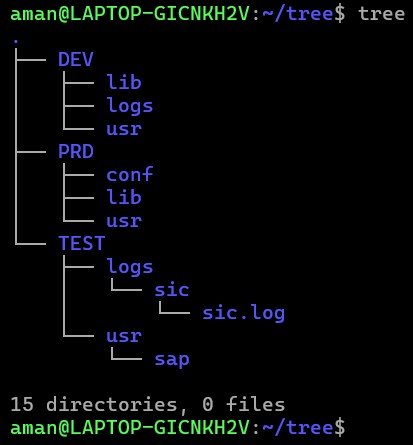 aman@LAPTOP-GICNKH2V:~/tree$ tree
.
├── DEV
│   ├── lib
│   ├── logs
│   └── usr
├── PRD
│   ├── conf
│   ├── lib
│   └── usr
└── TEST
    ├── logs
    │   └── sic
    │       └── sic.log
    └── usr
        └── sap

15 directories, 0 files
aman@LAPTOP-GICNKH2V:~/tree$